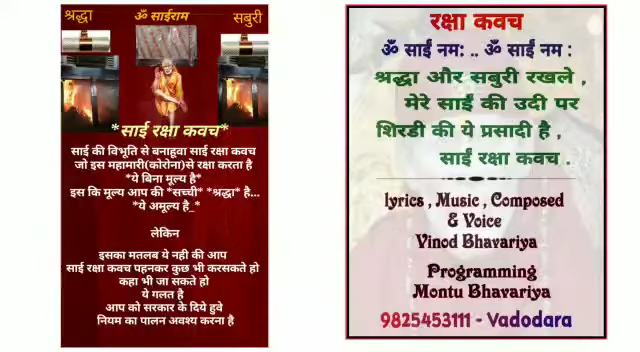 श्रद्धा
ॐ साईराम
सबुरी
*साई रक्षा कवच*
साई की विभूति से बनाहूवा साई रक्षा कवच
जो इस महामारी(कोरोना)से रक्षा करता है
*ये बिना मूल्य है*
इस कि मूल्य आप की *सच्ची* *श्रद्धा* है...
*ये अमूल्य है_*
लेकिन
इसका मतलब ये नही की आप
साई रक्षा कवच पहनकर कुछ भी करसकते हो
कहा भी जा सकते हो
ये गलत है
आप को सरकार के दिये हुवे
नियम का पालन अवश्य करना है
रक्षा कवच
ॐ साईं नमः .. ॐ साईं नम :
श्रद्धा और सबुरी रखले ,
मेरे साईं की उदी पर
शिरडी की ये प्रसादी है ,
साईं रक्षा कवच .
lyrics , Music , Composed
& Voice
Vinod Bhavariya
Programming
Montu Bhavariya
9825453111 - Vadodara